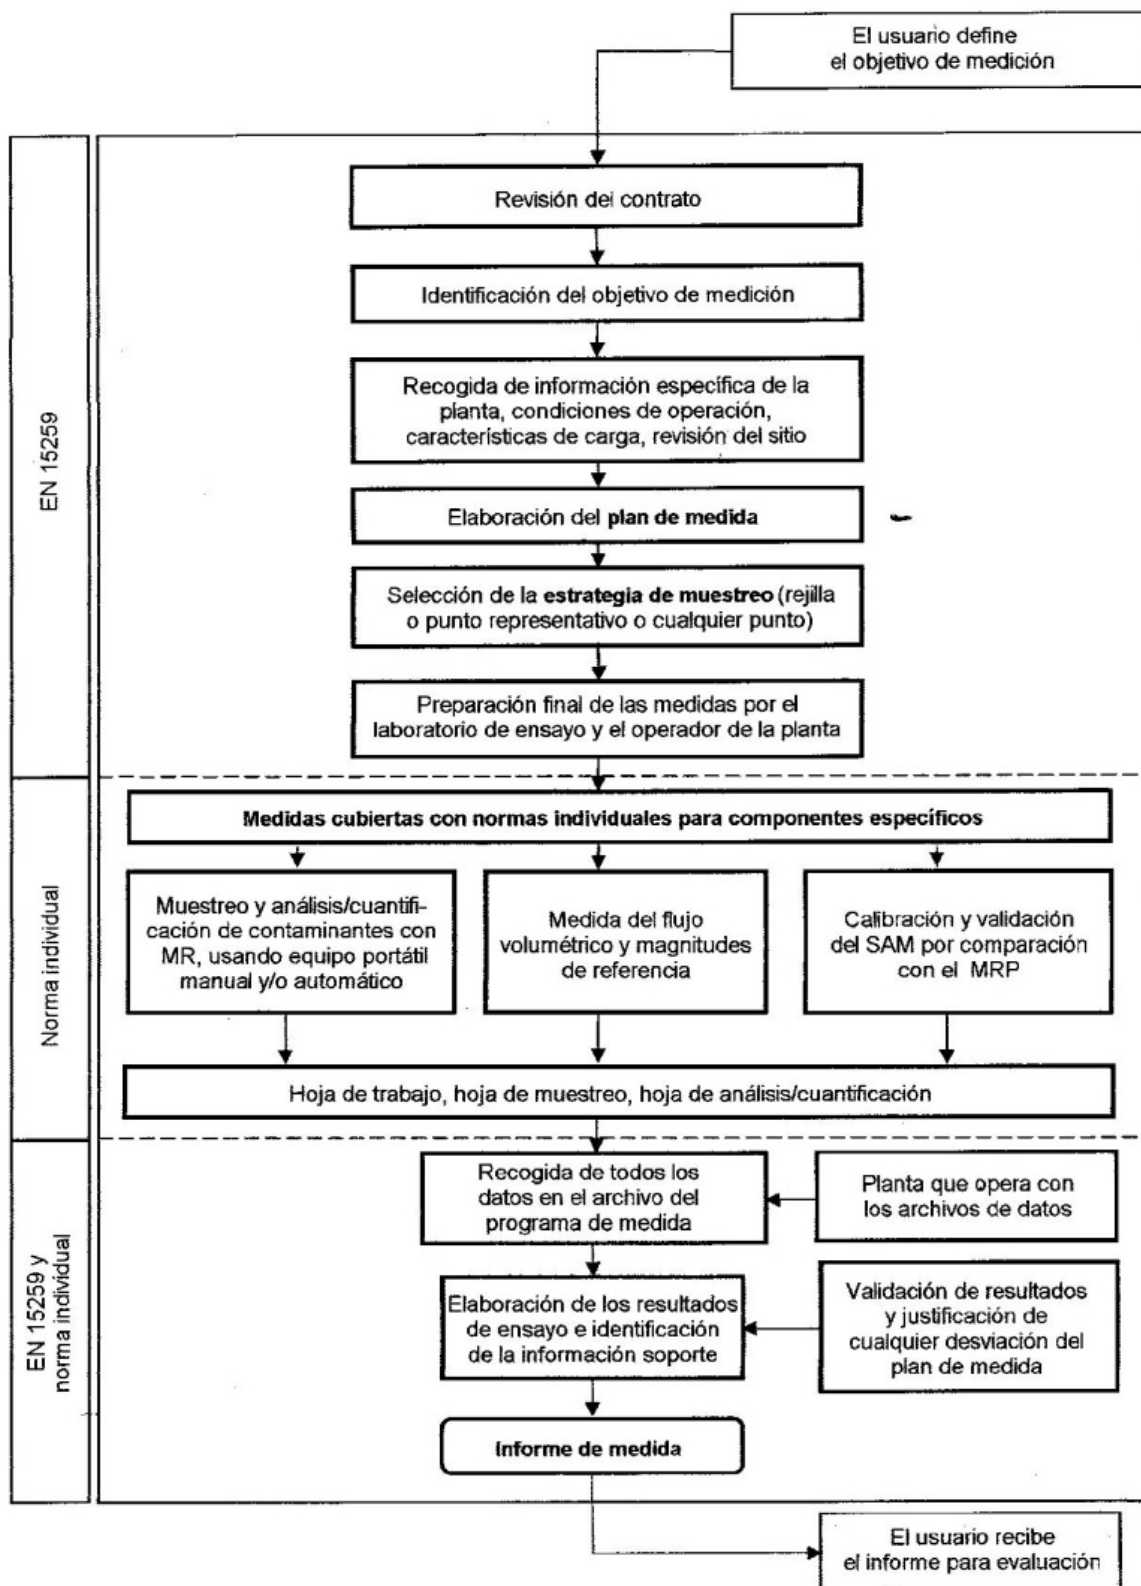 El usuario define
el objetivo de medición
Revisión del contrato
Identificación del objetivo de medición
Recogida de información específica de la
planta, condiciones de operación,
características de carga, revisión del sitio
Elaboración del plan de medida
Selección de la estrategia de muestreo (rejilla
o punto representativo o cualquier punto)
Preparación final de las medidas por el
laboratorio de ensayo y el operador de la planta
EN 15259
Medidas cubiertas con normas individuales para componentes específicos
Muestreo y análisis/cuantifi-
cación de contaminantes con
MR, usando equipo portátil
manual y/o automático
Medida del flujo
volumétrico y magnitudes
de referencia
Calibración y validación
del SAM por comparación
con el MRP
Hoja de trabajo, hoja de muestreo, hoja de análisis/cuantificación
Norma individual
Recogida de todos los
datos en el archivo del
programa de medida
Planta que opera con
los archivos de datos
Elaboración de los resultados
de ensayo e identificación
de la información soporte
Validación de resultados
y justificación de
cualquier desviación del
plan de medida
Informe de medida
EN 15259 y
norma individual
El usuario recibe
el informe para evaluación